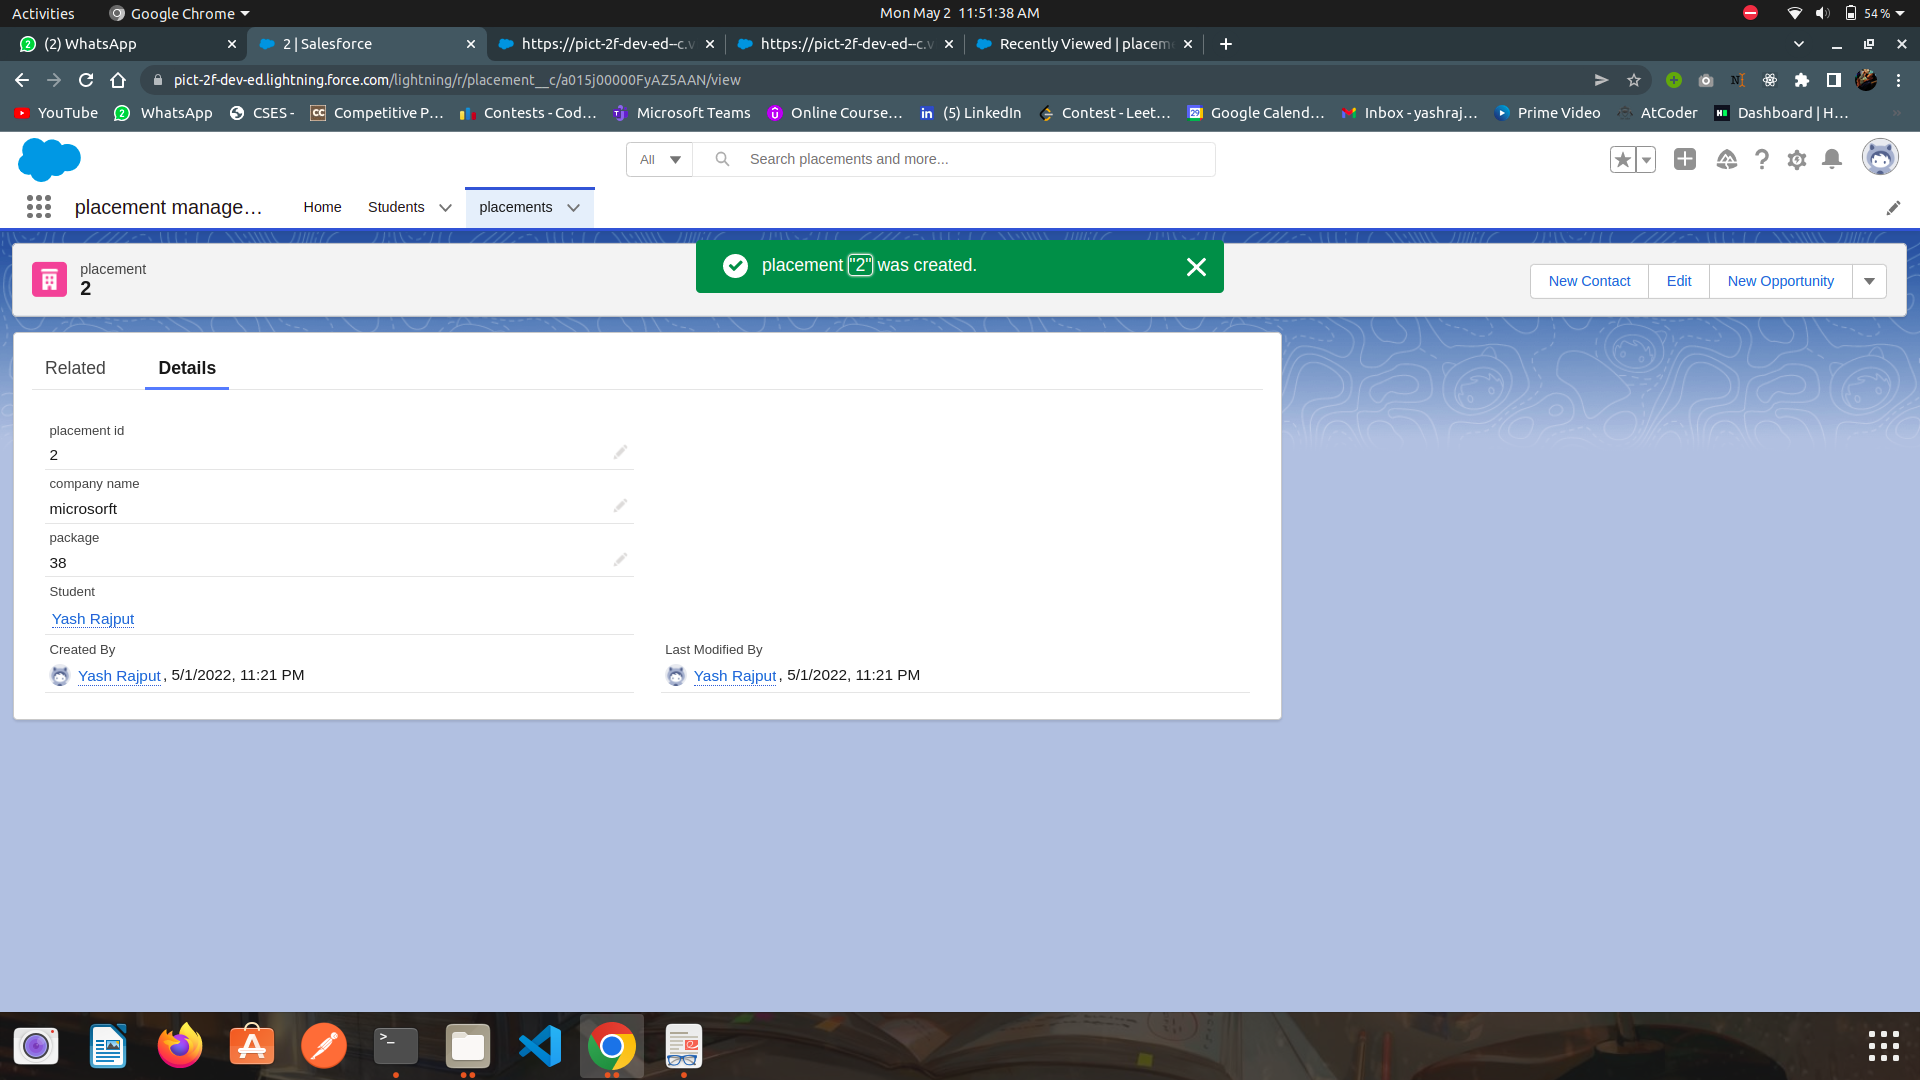 Activities Google Chrome Mon May 2 11:51:38 AM 54 %
(2) WhatsApp 2 | Salesforce https://pict-2f-dev-ed--c.v https://pict-2f-dev-ed--c.v Recently Viewed | placem
pict-2f-dev-ed.lightning.force.com/lightning/r/placement__c/a015j00000FyAZ5AAN/view
YouTube WhatsApp CSES - Competitive P... Contests - Cod... Microsoft Teams Online Course... (5) LinkedIn Contest - Leet... Google Calend... Inbox - yashraj... Prime Video AtCoder Dashboard | H...
All Search placements and more...
placement manage... Home Students placements
placement "2" was created.
placement
2
New Contact Edit New Opportunity
Related Details
placement id
2
company name
microsorft
package
38
Student
Yash Rajput
Created By Last Modified By
Yash Rajput, 5/1/2022, 11:21 PM Yash Rajput, 5/1/2022, 11:21 PM